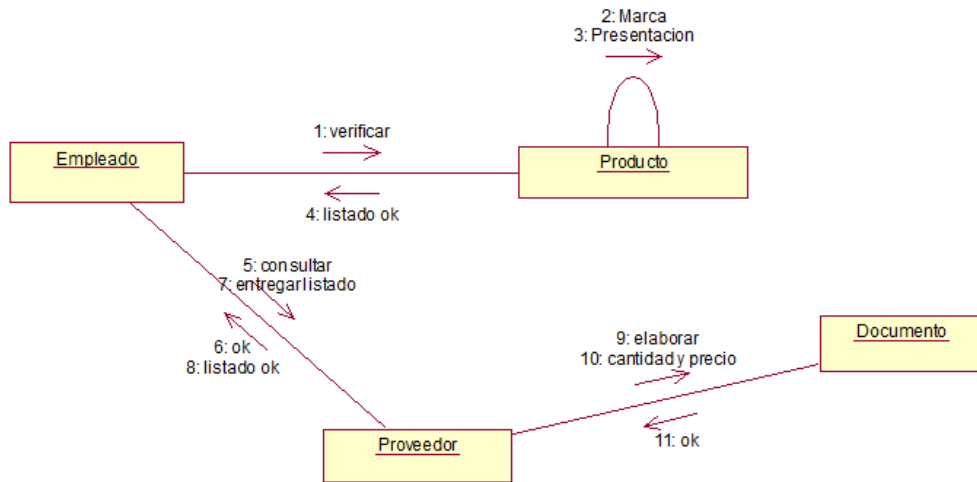 2: Marca
3: Presentacion
1: verificar
Empleado
Producto
4: listado ok
5: consultar
7: entregar listado
6: ok
8: listado ok
Documento
9: elaborar
10: cantidad y precio
11: ok
Proveedor